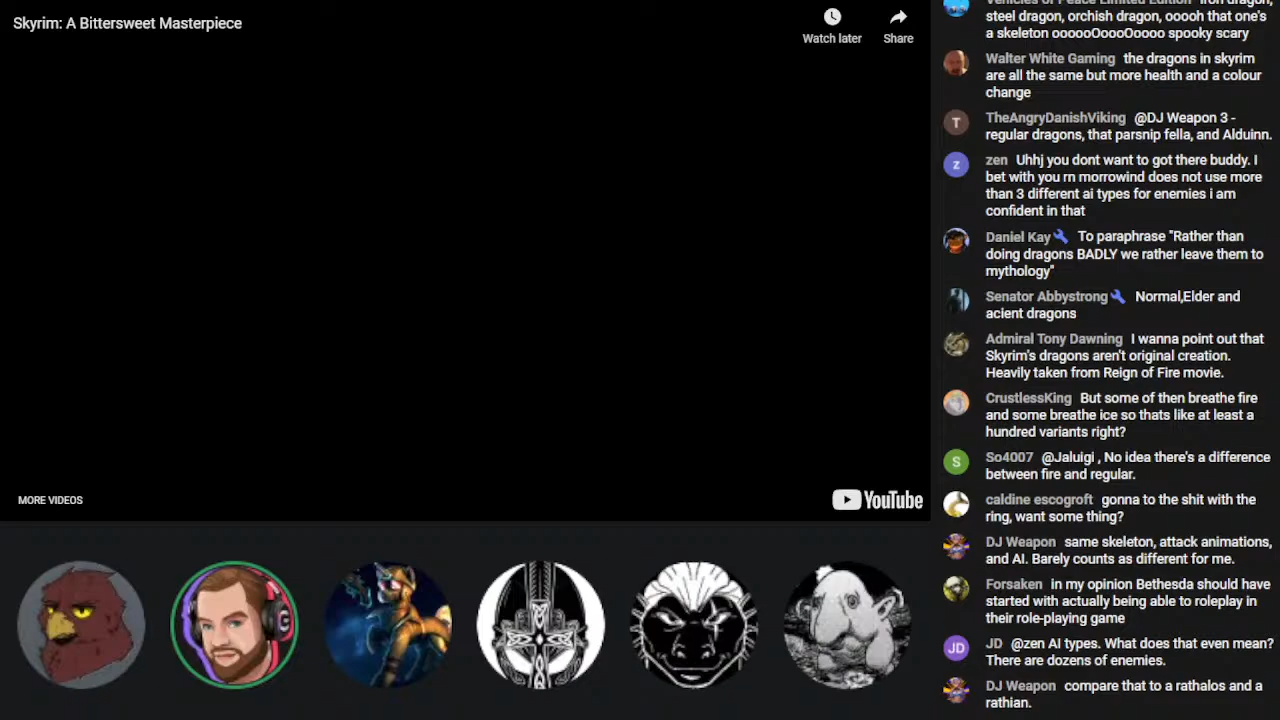 Skyrim: A Bittersweet Masterpiece
Watch later
Share
MORE VIDEOS
YouTube
steel dragon, orchish dragon, ooooh that one's
a skeleton oooooOoooOoooo spooky scary
Walter White Gaming the dragons in skyrim
are all the same but more health and a colour
change
T
TheAngryDanishViking @DJ Weapon 3 -
regular dragons, that parsnip fella, and Alduinn.
z
zen Uhhj you dont want to got there buddy. I
bet with you rn morrowind does not use more
than 3 different ai types for enemies i am
confident in that
Daniel Kay To paraphrase "Rather than
doing dragons BADLY we rather leave them to
mythology"
Senator Abbystrong Normal,Elder and
acient dragons
Admiral Tony Dawning I wanna point out that
Skyrim's dragons aren't original creation.
Heavily taken from Reign of Fire movie.
CrustlessKing But some of then breathe fire
and some breathe ice so thats like at least a
hundred variants right?
S
So4007 @Jaluigi , No idea there's a difference
between fire and regular.
caldine escogroft gonna to the shit with the
ring, want some thing?
DJ Weapon same skeleton, attack animations,
and AI. Barely counts as different for me.
Forsaken in my opinion Bethesda should have
started with actually being able to roleplay in
their role-playing game
JD
JD @zen AI types. What does that even mean?
There are dozens of enemies.
DJ Weapon compare that to a rathalos and a
rathian.